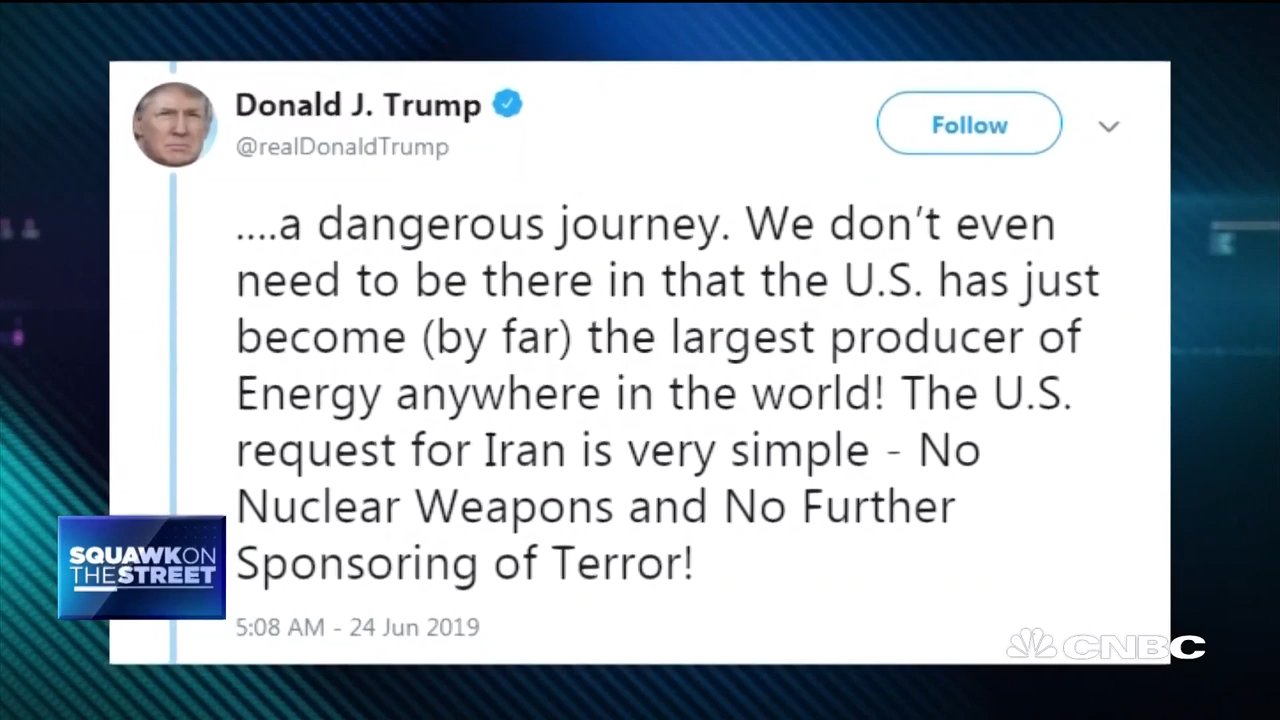 Donald J. Trump
@realDonaldTrump
Follow
....a dangerous journey. We don’t even
need to be there in that the U.S. has just
become (by far) the largest producer of
Energy anywhere in the world! The U.S.
request for Iran is very simple - No
Nuclear Weapons and No Further
Sponsoring of Terror!
5:08 AM - 24 Jun 2019
SQUAWK ON
THE STREET
CNBC